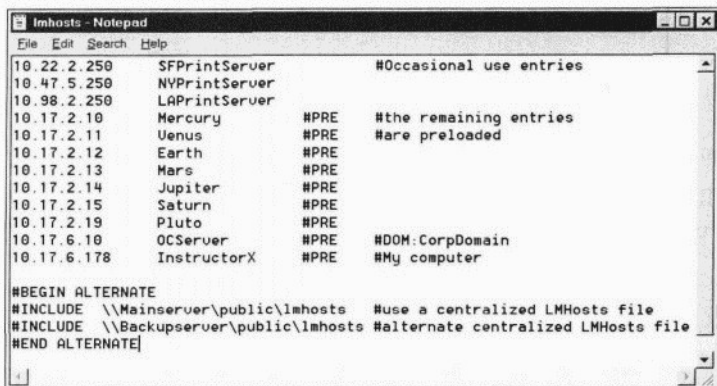 lmhosts - Notepad
File Edit Search Help
10.22.2.250 SFPrintServer #Occasional use entries
10.47.5.250 NYPrintServer
10.98.2.250 LAPrintServer
10.17.2.10 Mercury #PRE #the remaining entries
10.17.2.11 Venus #PRE #are preloaded
10.17.2.12 Earth #PRE
10.17.2.13 Mars #PRE
10.17.2.14 Jupiter #PRE
10.17.2.15 Saturn #PRE
10.17.2.19 Pluto #PRE
10.17.6.10 OCServer #PRE #DOM:CorpDomain
10.17.6.178 InstructorX #PRE #My computer
#BEGIN ALTERNATE
#INCLUDE \\Mainserver\public\lmhosts #use a centralized LMHosts file
#INCLUDE \\Backupserver\public\lmhosts #alternate centralized LMHosts file
#END ALTERNATE